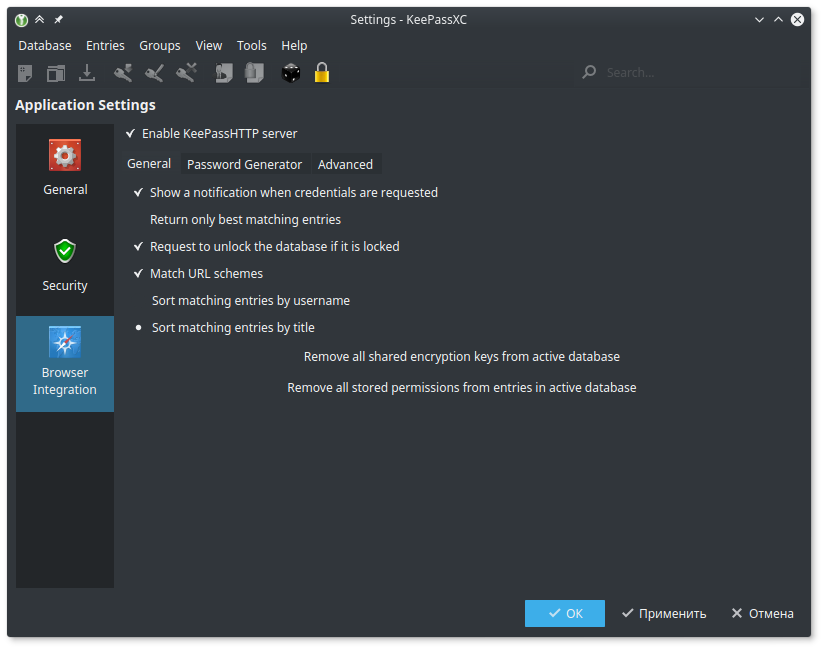 Settings - KeePassXC
Database Entries Groups View Tools Help
Search...
Application Settings
General
Security
Browser
Integration
Enable KeePassHTTP server
General Password Generator Advanced
Show a notification when credentials are requested
Return only best matching entries
Request to unlock the database if it is locked
Match URL schemes
Sort matching entries by username
Sort matching entries by title
Remove all shared encryption keys from active database
Remove all stored permissions from entries in active database
OK Применить Отмена